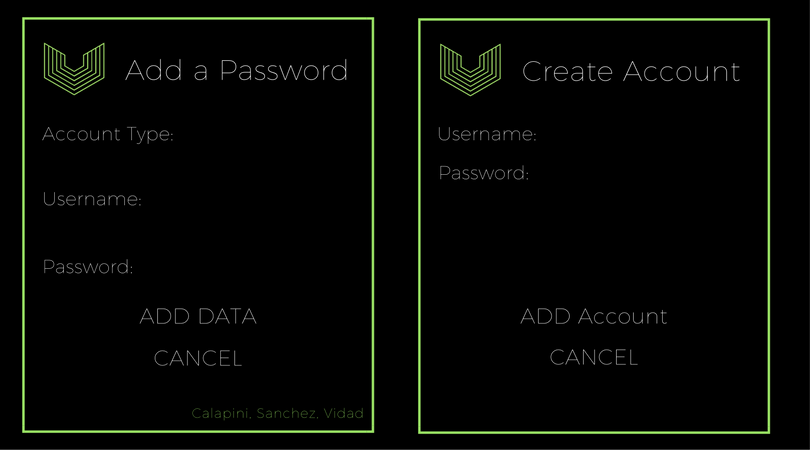 Add a Password
Account Type:
Username:
Password:
ADD DATA
CANCEL
Calapini, Sanchez, Vidad
Create Account
Username:
Password:
ADD Account
CANCEL